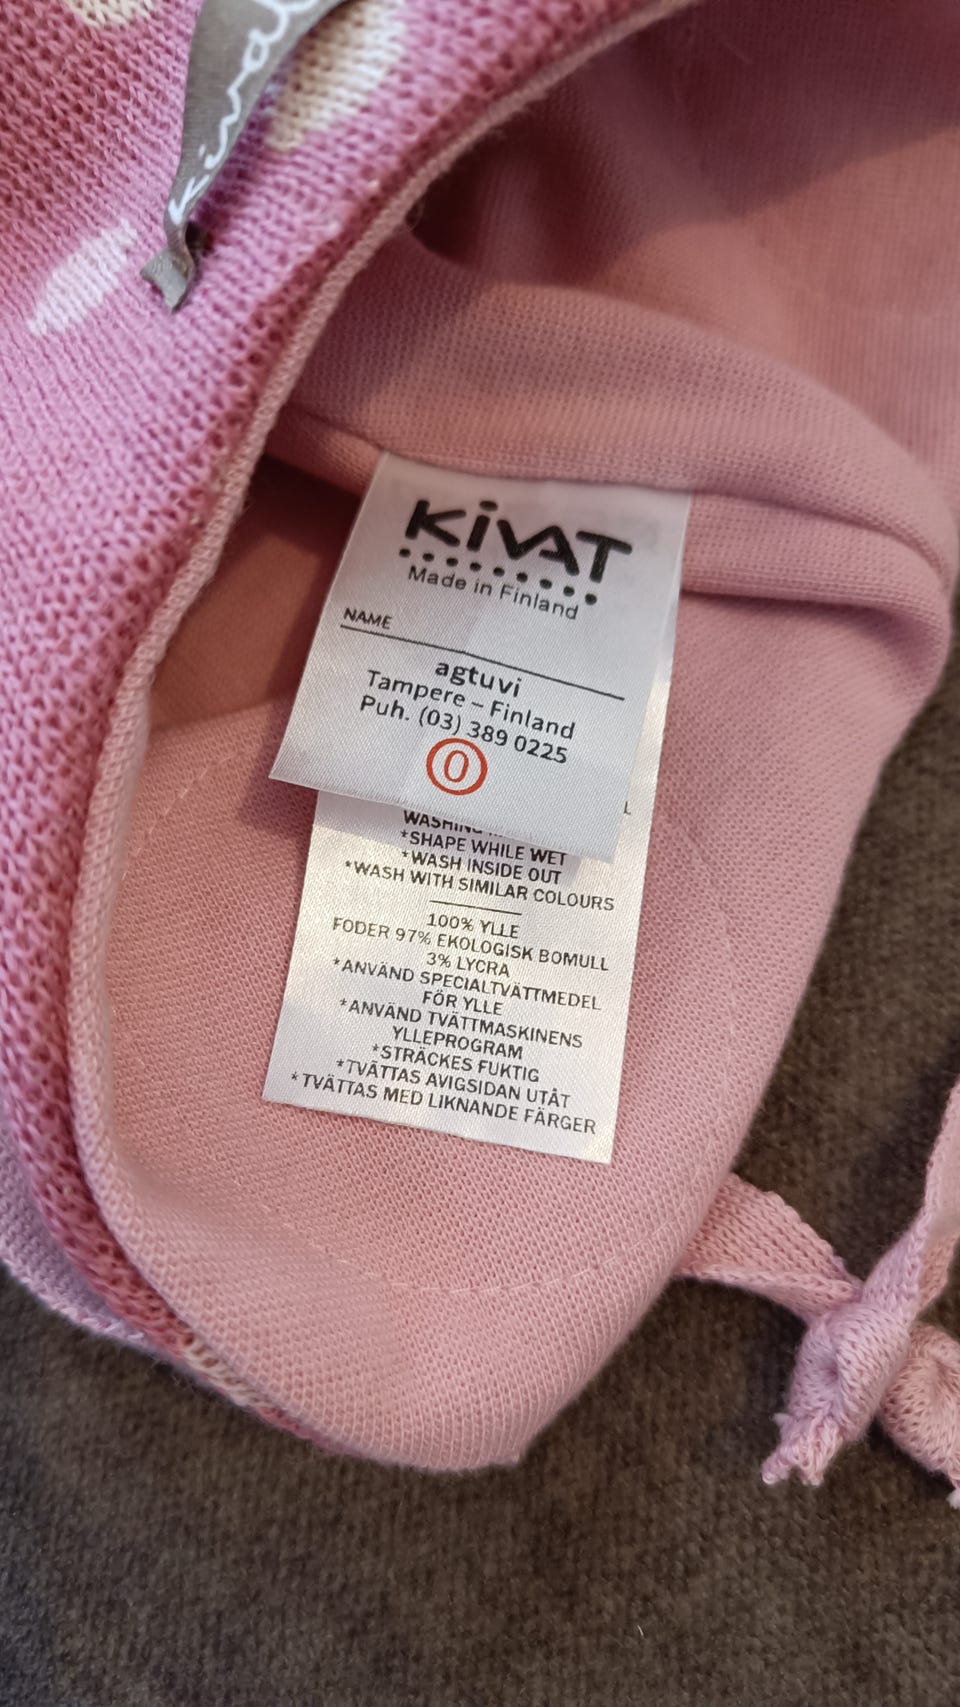 Kivat
KIVAT
Made in Finland
NAME
agtuvi
Tampere – Finland
Puh. (03) 389 0225
0
L
WASHING
*SHAPE WHILE WET
*WASH INSIDE OUT
*WASH WITH SIMILAR COLOURS
100% YLLE
FODER 97% EKOLOGISK BOMULL
3% LYCRA
*ANVÄND SPECIALTVÄTTMEDEL
FÖR YLLE
*ANVÄND TVÄTTMASKINENS
YLLEPROGRAM
*STRÄCKES FUKTIG
*TVÄTTAS AVIGSIDAN UTÅT
*TVÄTTAS MED LIKNANDE FÄRGER